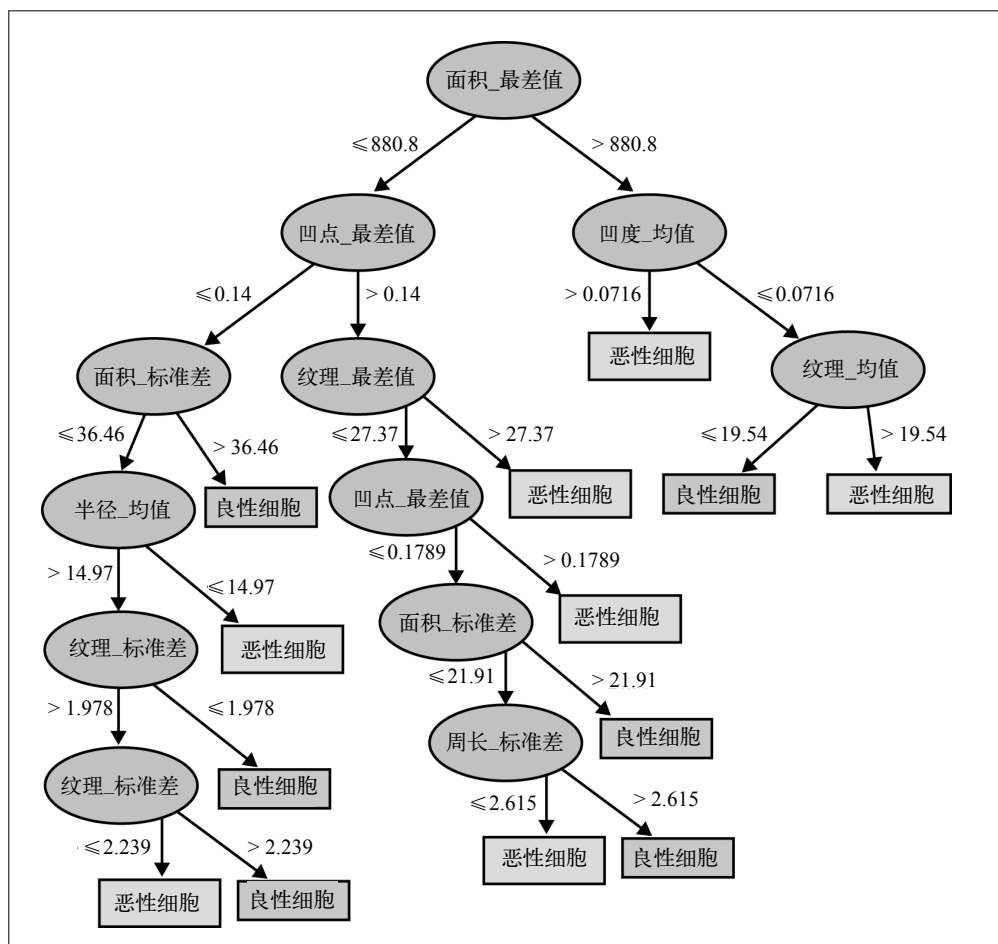 面积_最差值
≤880.8
> 880.8
凹点_最差值
凹度_均值
≤0.14
> 0.14
> 0.0716
≤0.0716
面积_标准差
纹理_最差值
恶性细胞
纹理_均值
≤36.46
> 36.46
≤27.37
> 27.37
≤19.54
> 19.54
半径_均值
良性细胞
凹点_最差值
恶性细胞
良性细胞
恶性细胞
> 14.97
≤14.97
≤0.1789
> 0.1789
纹理_标准差
恶性细胞
面积_标准差
恶性细胞
> 1.978
≤1.978
≤21.91
> 21.91
纹理_标准差
良性细胞
周长_标准差
良性细胞
≤2.239
> 2.239
≤2.615
> 2.615
恶性细胞
良性细胞
恶性细胞
良性细胞